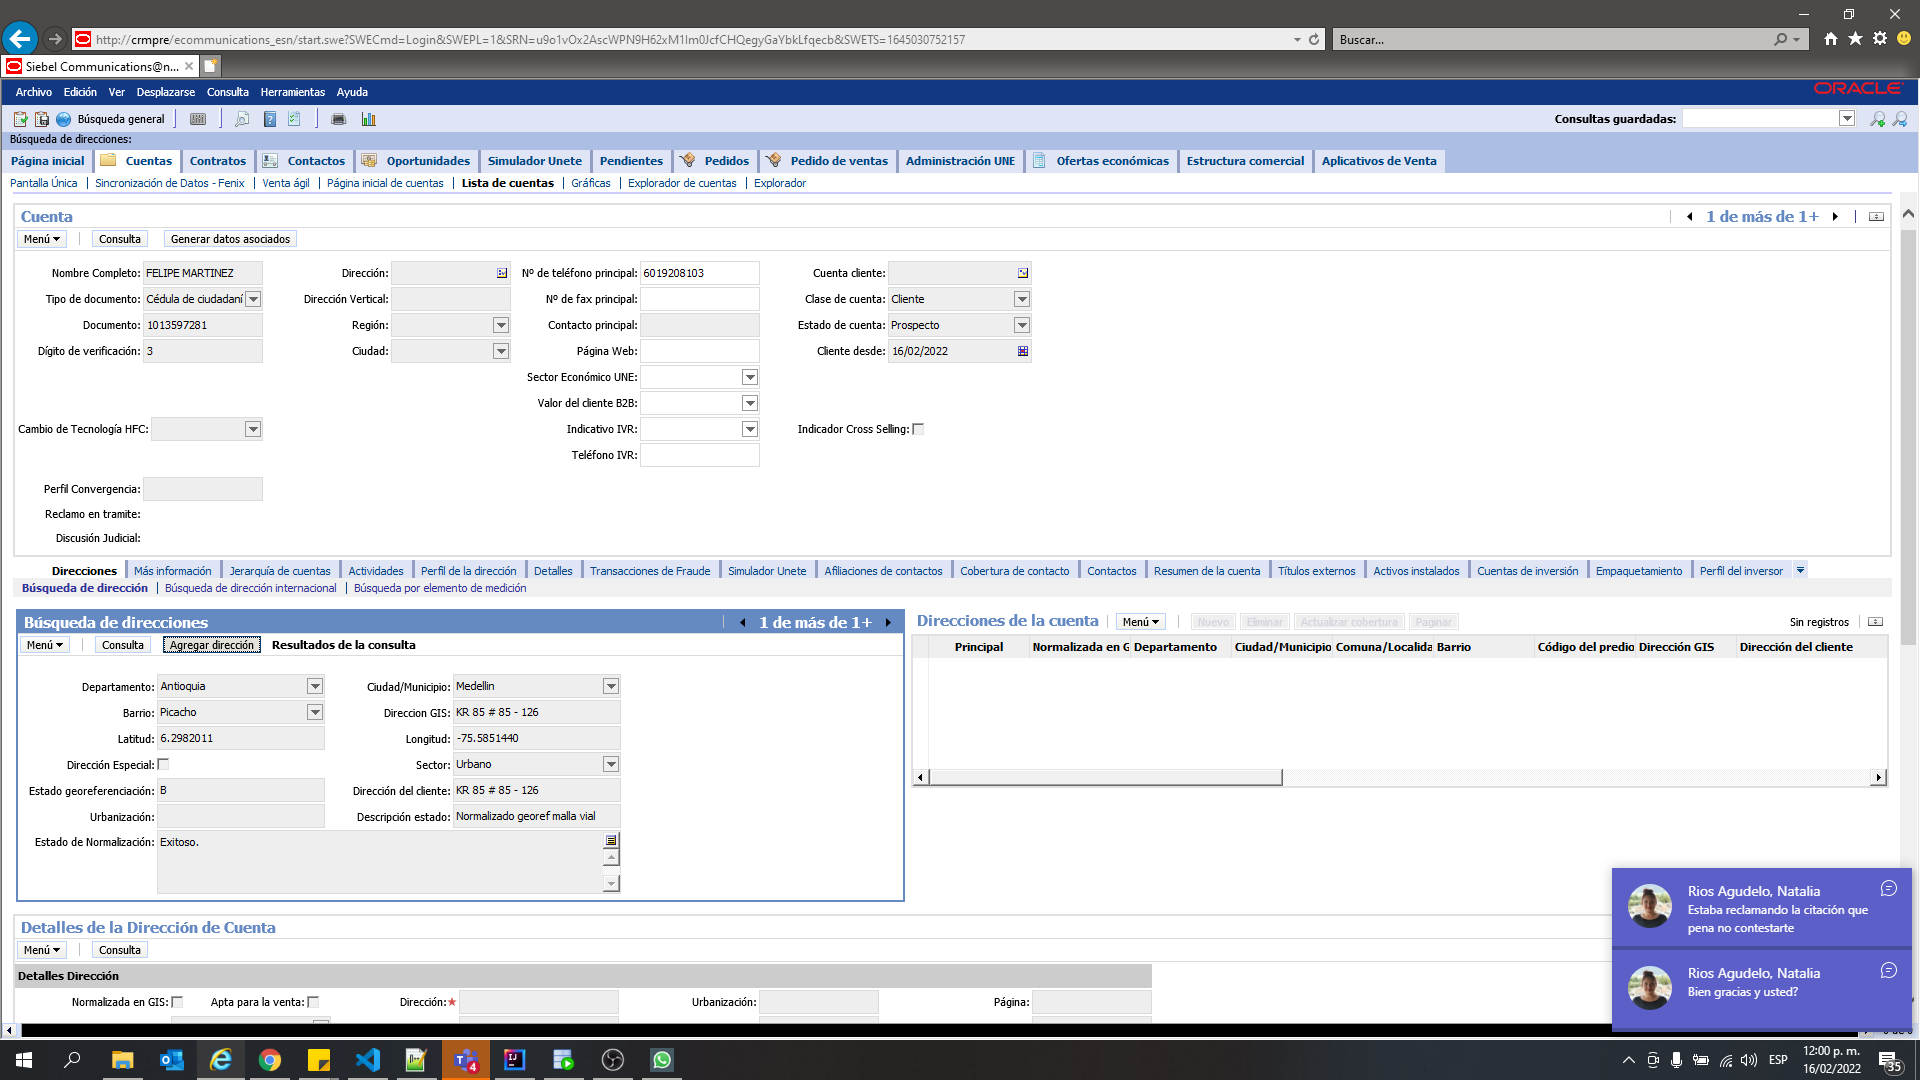 http://crmpre/ecommunications_esn/start.swe?SWECmd=Login&SWEPL=1&SRN=u9o1vOx2AscWPN9H62xM1Im0JcfCHQegyGaYbkLfqecb&SWETS=1645030752157
Buscar...
Siebel Communications@n...
Archivo Edición Ver Desplazarse Consulta Herramientas Ayuda
ORACLE
Búsqueda general
Consultas guardadas:
Búsqueda de direcciones:
Página inicial Cuentas Contratos Contactos Oportunidades Simulador Unete Pendientes Pedidos Pedido de ventas Administración UNE Ofertas económicas Estructura comercial Aplicativos de Venta
Pantalla Única Sincronización de Datos - Fenix Venta ágil Página inicial de cuentas Lista de cuentas Gráficas Explorador de cuentas Explorador
Cuenta
1 de más de 1+
Menú Consulta Generar datos asociados
Nombre Completo: FELIPE MARTINEZ Dirección: Nº de teléfono principal: 6019208103 Cuenta cliente:
Tipo de documento: Cédula de ciudadaní Dirección Vertical: Nº de fax principal: Clase de cuenta: Cliente
Documento: 1013597281 Región: Contacto principal: Estado de cuenta: Prospecto
Dígito de verificación: 3 Ciudad: Página Web: Cliente desde: 16/02/2022
Sector Económico UNE:
Valor del cliente B2B:
Cambio de Tecnología HFC: Indicativo IVR: Indicador Cross Selling:
Teléfono IVR:
Perfil Convergencia:
Reclamo en tramite:
Discusión Judicial:
Direcciones Más información Jerarquía de cuentas Actividades Perfil de la dirección Detalles Transacciones de Fraude Simulador Unete Afiliaciones de contactos Cobertura de contacto Contactos Resumen de la cuenta Títulos externos Activos instalados Cuentas de inversión Empaquetamiento Perfil del inversor
Búsqueda de dirección Búsqueda de dirección internacional Búsqueda por elemento de medición
Búsqueda de direcciones 1 de más de 1+
Menú Consulta Agregar dirección Resultados de la consulta
Departamento: Antioquia Ciudad/Municipio: Medellin
Barrio: Picacho Direccion GIS: KR 85 # 85 - 126
Latitud: 6.2982011 Longitud: -75.5851440
Dirección Especial: Sector: Urbano
Estado georeferenciación: B Dirección del cliente: KR 85 # 85 - 126
Urbanización: Descripción estado: Normalizado georef malla vial
Estado de Normalización: Exitoso.
Direcciones de la cuenta Menú Nuevo Eliminar Actualizar cobertura Paginar Sin registros
Principal Normalizada en G Departamento Ciudad/Municipio Comuna/Localida Barrio Código del predio Dirección GIS Dirección del cliente
Detalles de la Dirección de Cuenta
Menú Consulta
Detalles Dirección
Normalizada en GIS: Apta para la venta: Dirección:* Urbanización: Página:
Rios Agudelo, Natalia
Estaba reclamando la citación que
pena no contestarte
Rios Agudelo, Natalia
Bien gracias y usted?
4
ESP
12:00 p. m.
16/02/2022
35